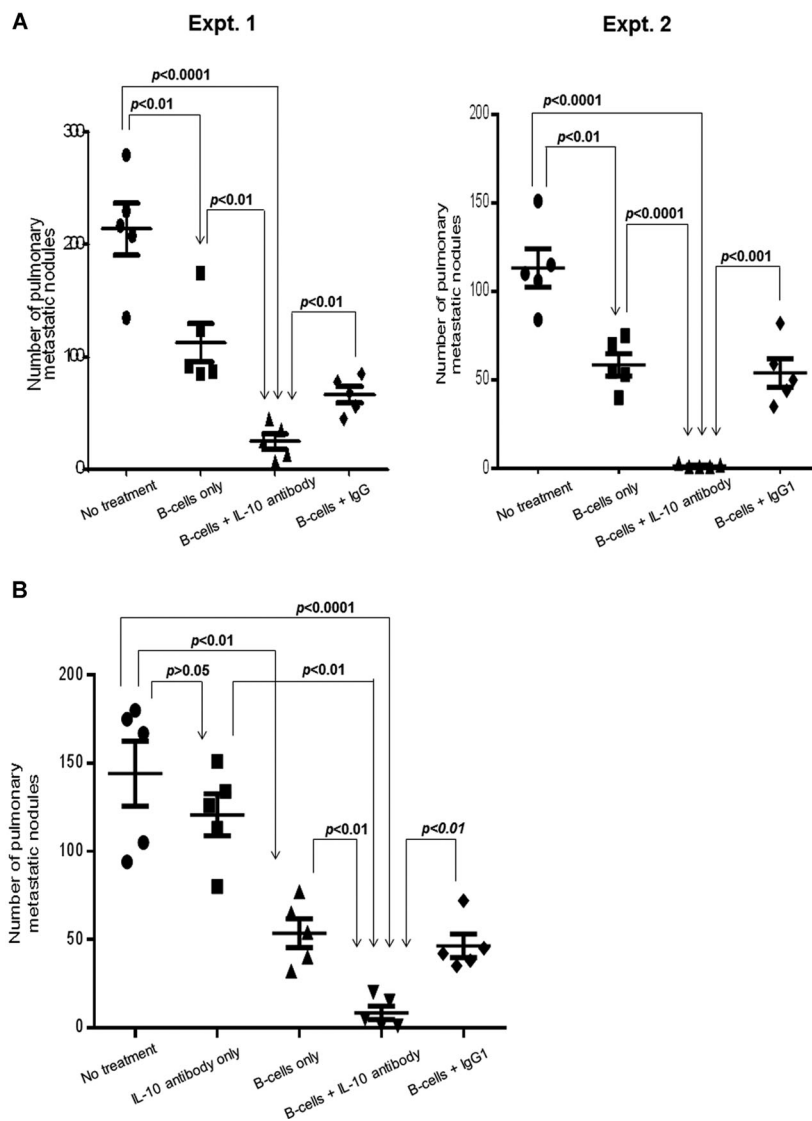 A
Expt. 1
Expt. 2
p<0.0001
p<0.01
p<0.01
p<0.01
Number of pulmonary
metastatic nodules
300
200
100
0
No treatment
B-cells only
B-cells + IL-10 antibody
B-cells + IgG
p<0.0001
p<0.01
p<0.0001
p<0.001
Number of pulmonary
metastatic nodules
200
150
100
50
0
No treatment
B-cells only
B-cells + IL-10 antibody
B-cells + IgG1
B
p<0.0001
p<0.01
p>0.05
p<0.01
p<0.01
p<0.01
Number of pulmonary
metastatic nodules
200
150
100
50
0
No treatment
IL-10 antibody only
B-cells only
B-cells + IL-10 antibody
B-cells + IgG1